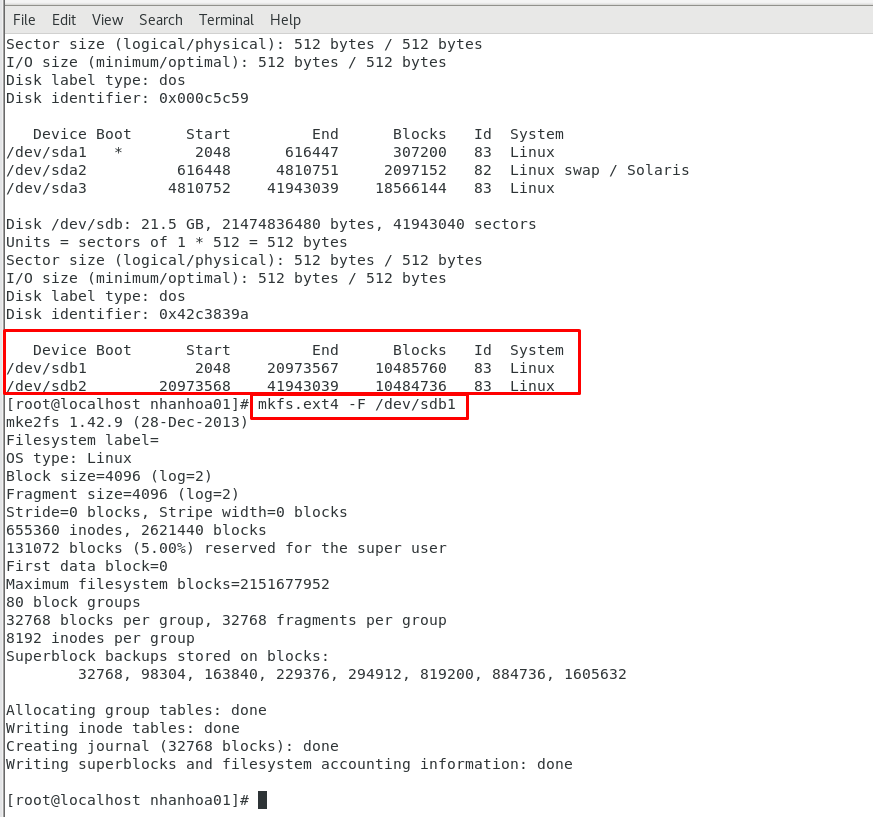 File Edit View Search Terminal Help
Sector size (logical/physical): 512 bytes / 512 bytes
I/O size (minimum/optimal): 512 bytes / 512 bytes
Disk label type: dos
Disk identifier: 0x000c5c59
   Device Boot      Start         End      Blocks   Id  System
/dev/sda1   *        2048      616447      307200   83  Linux
/dev/sda2          616448     4810751     2097152   82  Linux swap / Solaris
/dev/sda3         4810752    41943039    18566144   83  Linux
Disk /dev/sdb: 21.5 GB, 21474836480 bytes, 41943040 sectors
Units = sectors of 1 * 512 = 512 bytes
Sector size (logical/physical): 512 bytes / 512 bytes
I/O size (minimum/optimal): 512 bytes / 512 bytes
Disk label type: dos
Disk identifier: 0x42c3839a
   Device Boot      Start         End      Blocks   Id  System
/dev/sdb1            2048    20973567    10485760   83  Linux
/dev/sdb2        20973568    41943039    10484736   83  Linux
[root@localhost nhanhoa01]# mkfs.ext4 -F /dev/sdb1
mke2fs 1.42.9 (28-Dec-2013)
Filesystem label=
OS type: Linux
Block size=4096 (log=2)
Fragment size=4096 (log=2)
Stride=0 blocks, Stripe width=0 blocks
655360 inodes, 2621440 blocks
131072 blocks (5.00%) reserved for the super user
First data block=0
Maximum filesystem blocks=2151677952
80 block groups
32768 blocks per group, 32768 fragments per group
8192 inodes per group
Superblock backups stored on blocks:
        32768, 98304, 163840, 229376, 294912, 819200, 884736, 1605632
Allocating group tables: done
Writing inode tables: done
Creating journal (32768 blocks): done
Writing superblocks and filesystem accounting information: done
[root@localhost nhanhoa01]#